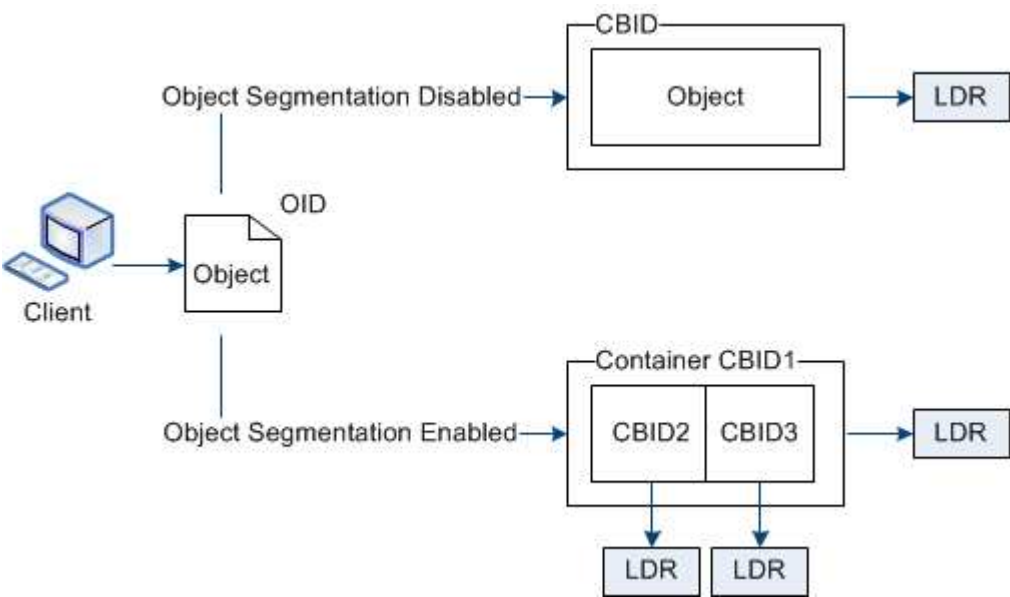 CBID
Object Segmentation Disabled
Object
LDR
OID
Object
Client
Container CBID1
Object Segmentation Enabled
CBID2
CBID3
LDR
LDR
LDR